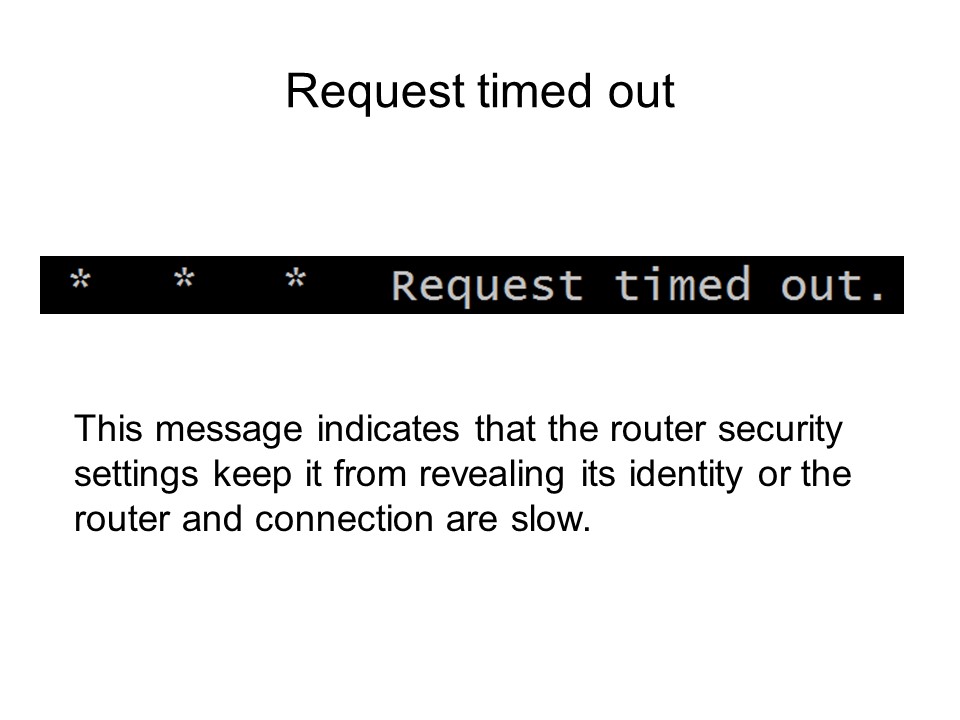 Request timed out
* * * Request timed out.
This message indicates that the router security
settings keep it from revealing its identity or the
router and connection are slow.